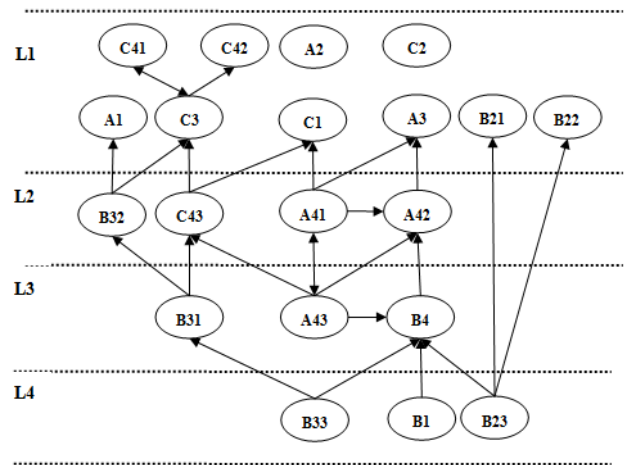 C41 C42 A2 C2
L1
A1 C3 C1 A3 B21 B22
L2
B32 C43 A41 A42
L3
B31 A43 B4
L4
B33 B1 B23